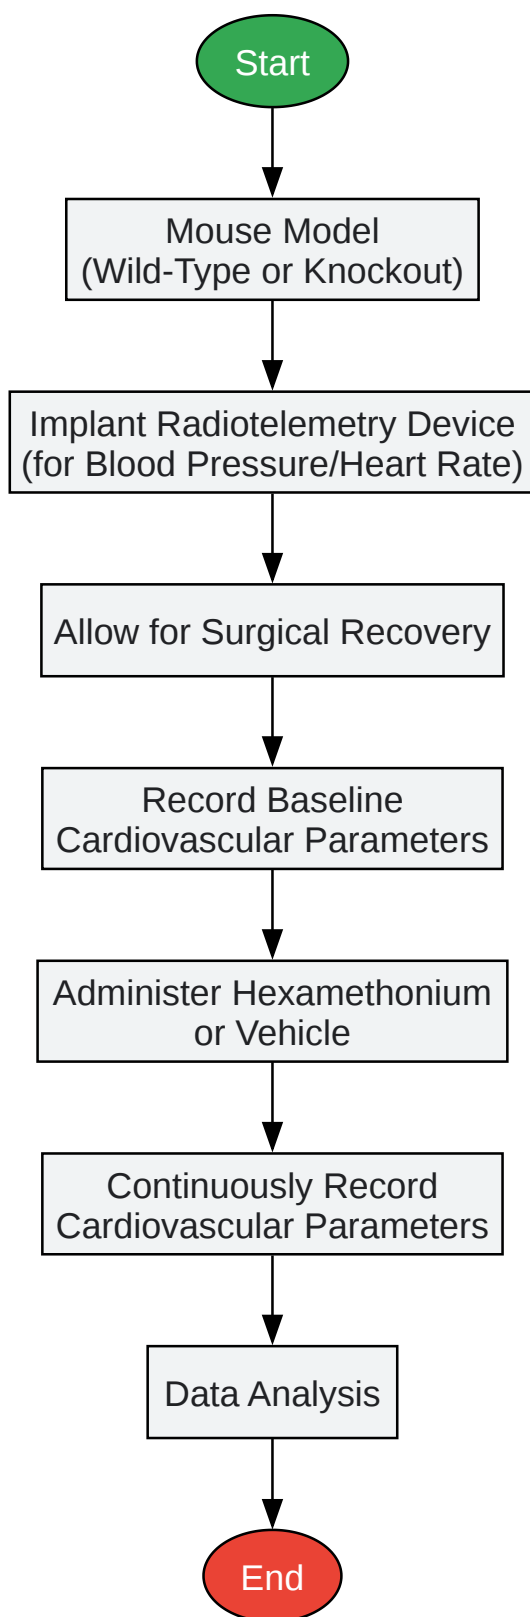 Start
Mouse Model
(Wild-Type or Knockout)
Implant Radiotelemetry Device
(for Blood Pressure/Heart Rate)
Allow for Surgical Recovery
Record Baseline
Cardiovascular Parameters
Administer Hexamethonium
or Vehicle
Continuously Record
Cardiovascular Parameters
Data Analysis
End